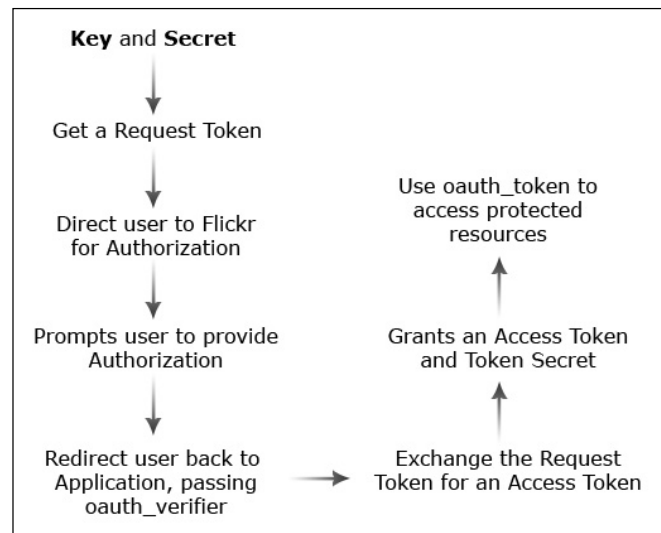 Key and Secret
Get a Request Token
Direct user to Flickr
for Authorization
Prompts user to provide
Authorization
Redirect user back to
Application, passing
oauth_verifier
Exchange the Request
Token for an Access Token
Grants an Access Token
and Token Secret
Use oauth_token to
access protected
resources